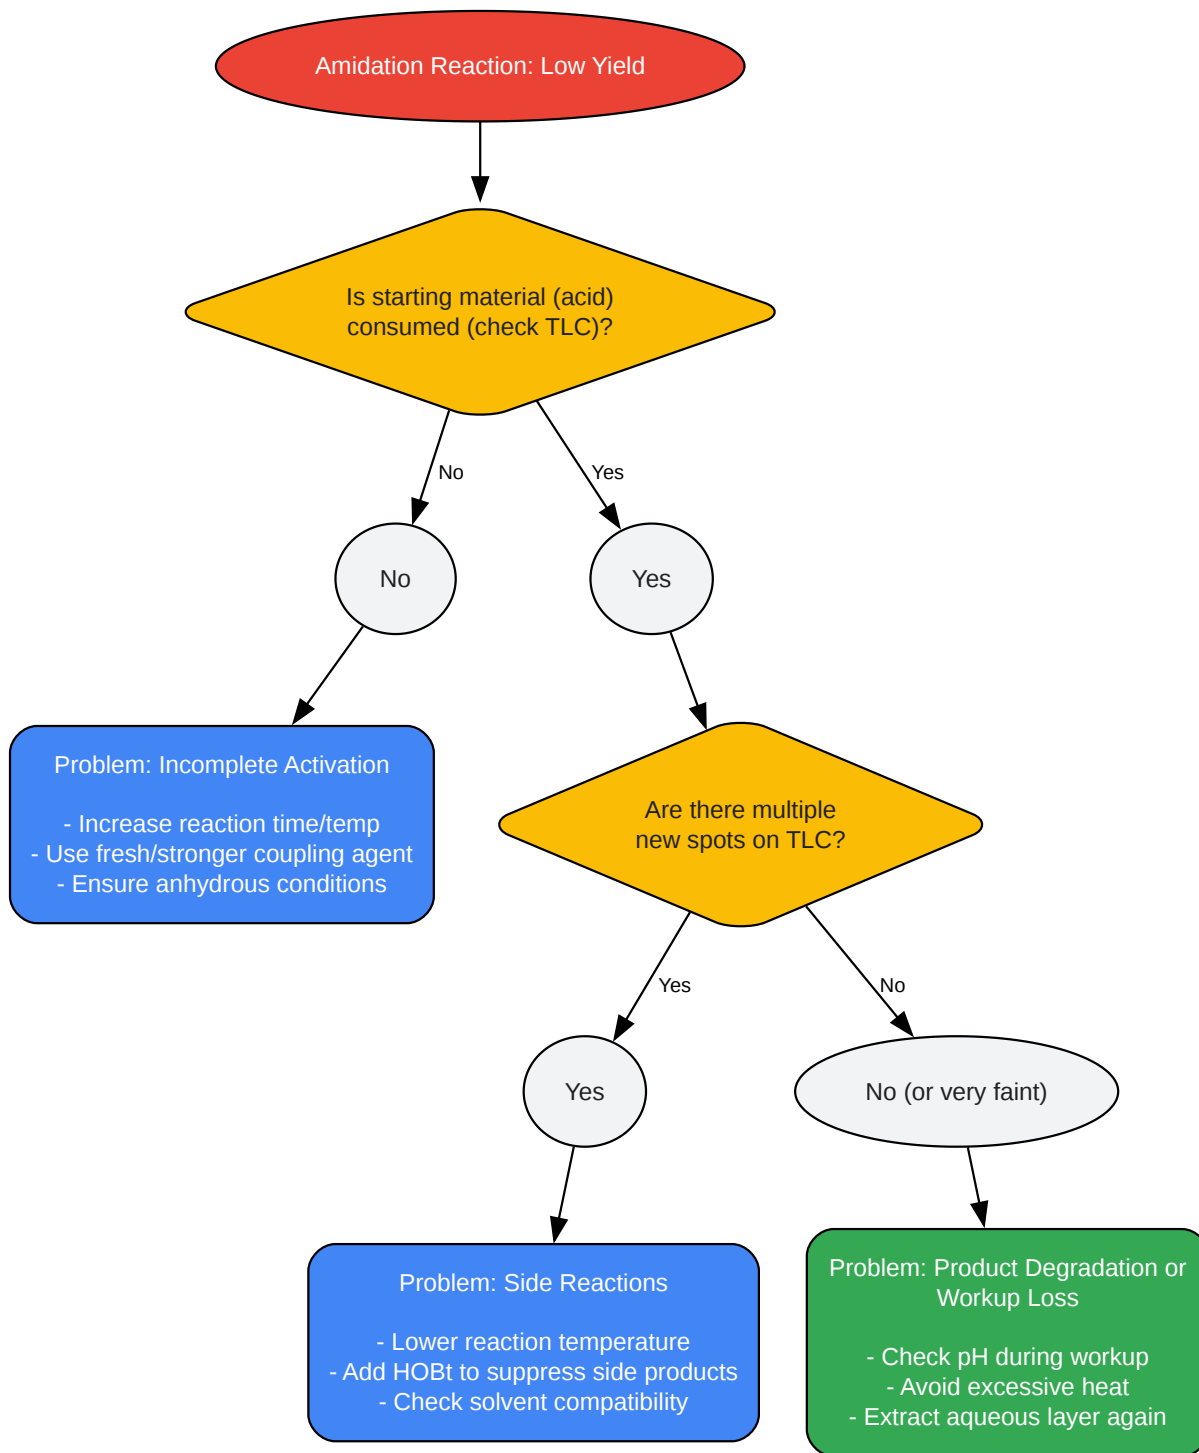 Amidation Reaction: Low Yield
Is starting material (acid)
consumed (check TLC)?
No
Yes
No
Yes
Problem: Incomplete Activation
- Increase reaction time/temp
- Use fresh/stronger coupling agent
- Ensure anhydrous conditions
Are there multiple
new spots on TLC?
Yes
No
Yes
No (or very faint)
Problem: Side Reactions
- Lower reaction temperature
- Add HOBt to suppress side products
- Check solvent compatibility
Problem: Product Degradation or
Workup Loss
- Check pH during workup
- Avoid excessive heat
- Extract aqueous layer again